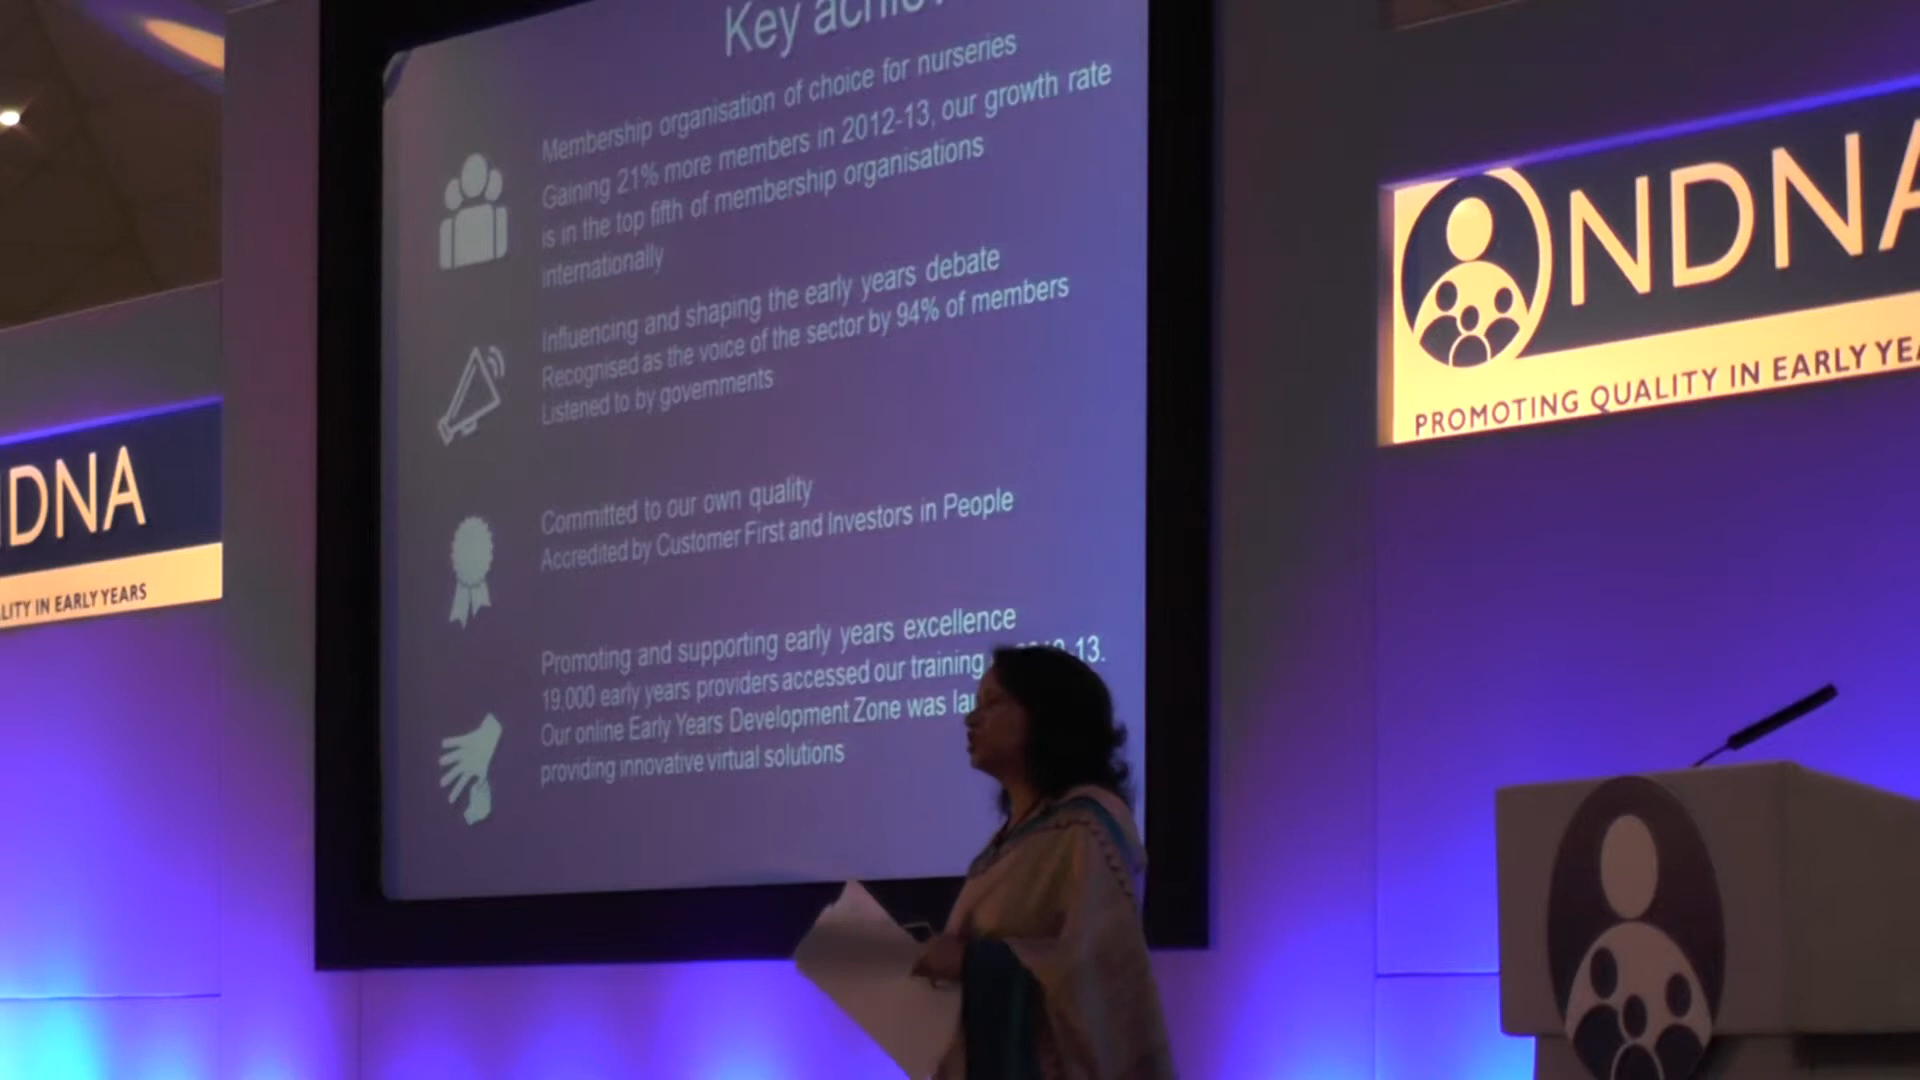 Key
Membership organisation of choice for nurseries
Gaining 21% more members in 2012-13, our growth rate
is in the top fifth of membership organisations
internationally
Influencing and shaping the early years debate
Recognised as the voice of the sector by 94% of members
Listened to by governments
Committed to our own quality
Accredited by Customer First and Investors in People
Promoting and supporting early years excellence
19,000 early years providers accessed our training 13.
Our online Early Years Development Zone was
providing innovative virtual solutions
NDNA
PROMOTING QUALITY IN EARLY YEA
DNA
LITY IN EARLY YEARS